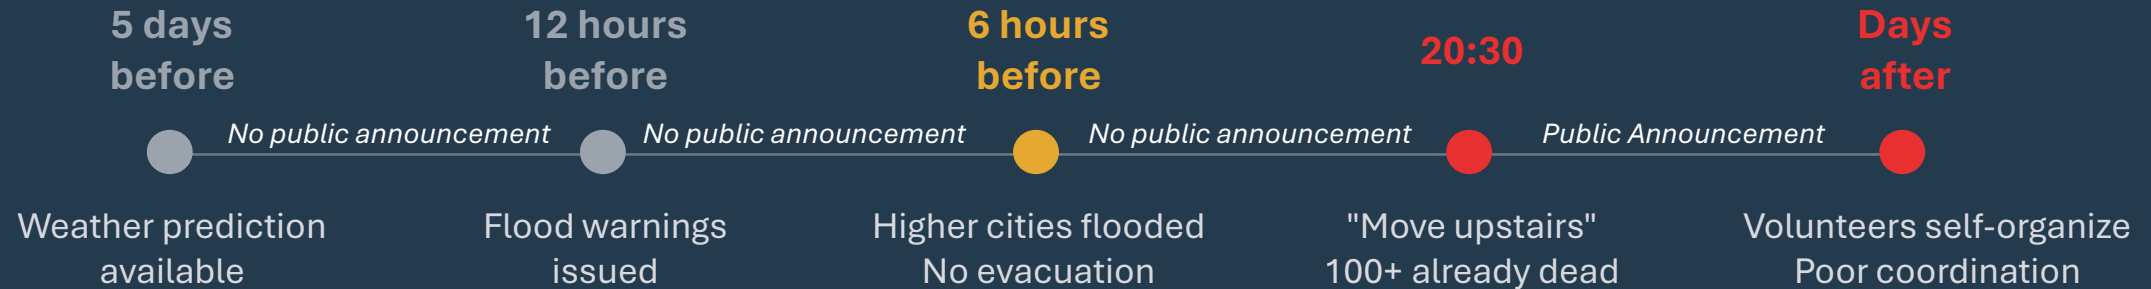 5 days
before
12 hours
before
6 hours
before
20:30
Days
after
No public announcement
No public announcement
No public announcement
Public Announcement
Weather prediction
available
Flood warnings
issued
Higher cities flooded
No evacuation
"Move upstairs"
100+ already dead
Volunteers self-organize
Poor coordination